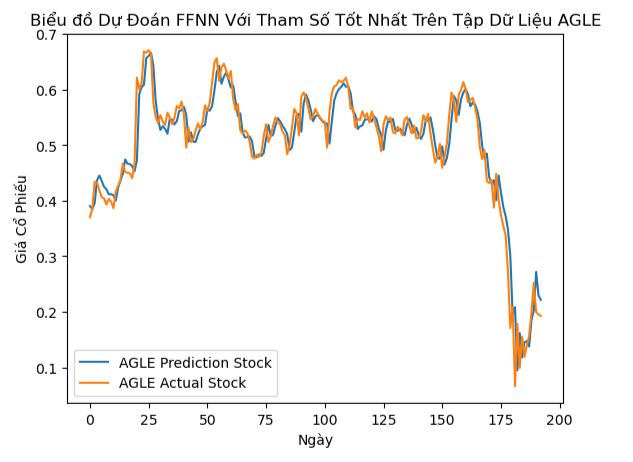 Biểu đồ Dự Đoán FFNN Với Tham Số Tốt Nhất Trên Tập Dữ Liệu AGLE
0.7
0.6
0.5
0.4
0.3
0.2
0.1
Giá Cổ Phiếu
AGLE Prediction Stock
AGLE Actual Stock
0 25 50 75 100 125 150 175 200
Ngày